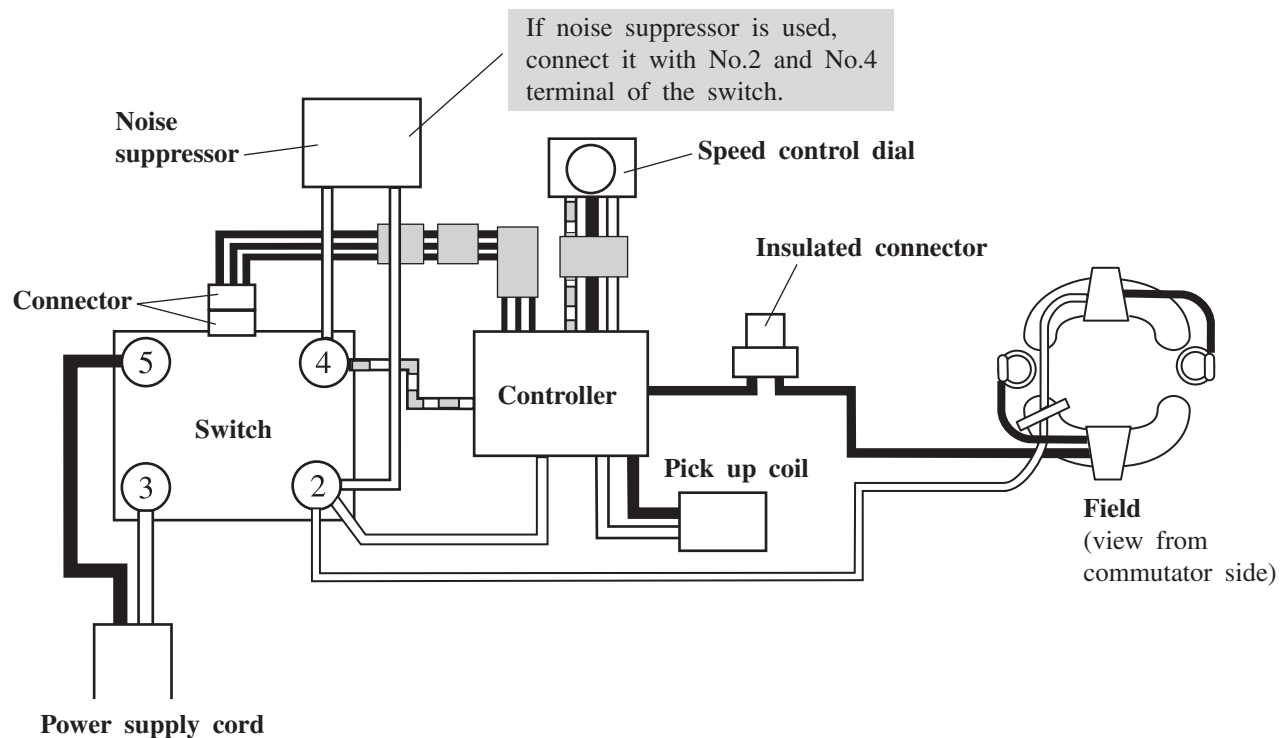 If noise suppressor is used,
connect it with No.2 and No.4
terminal of the switch.
Noise
suppressor
Speed control dial
Insulated connector
Connector
5
4
Controller
Switch
Pick up coil
3
2
Field
(view from
commutator side)
Power supply cord